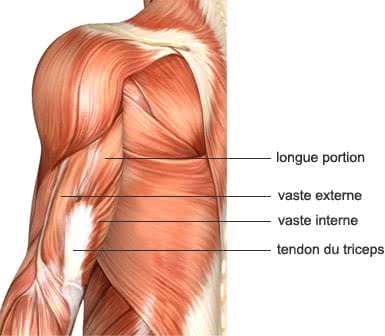 longue portion
vaste externe
vaste interne
tendon du triceps